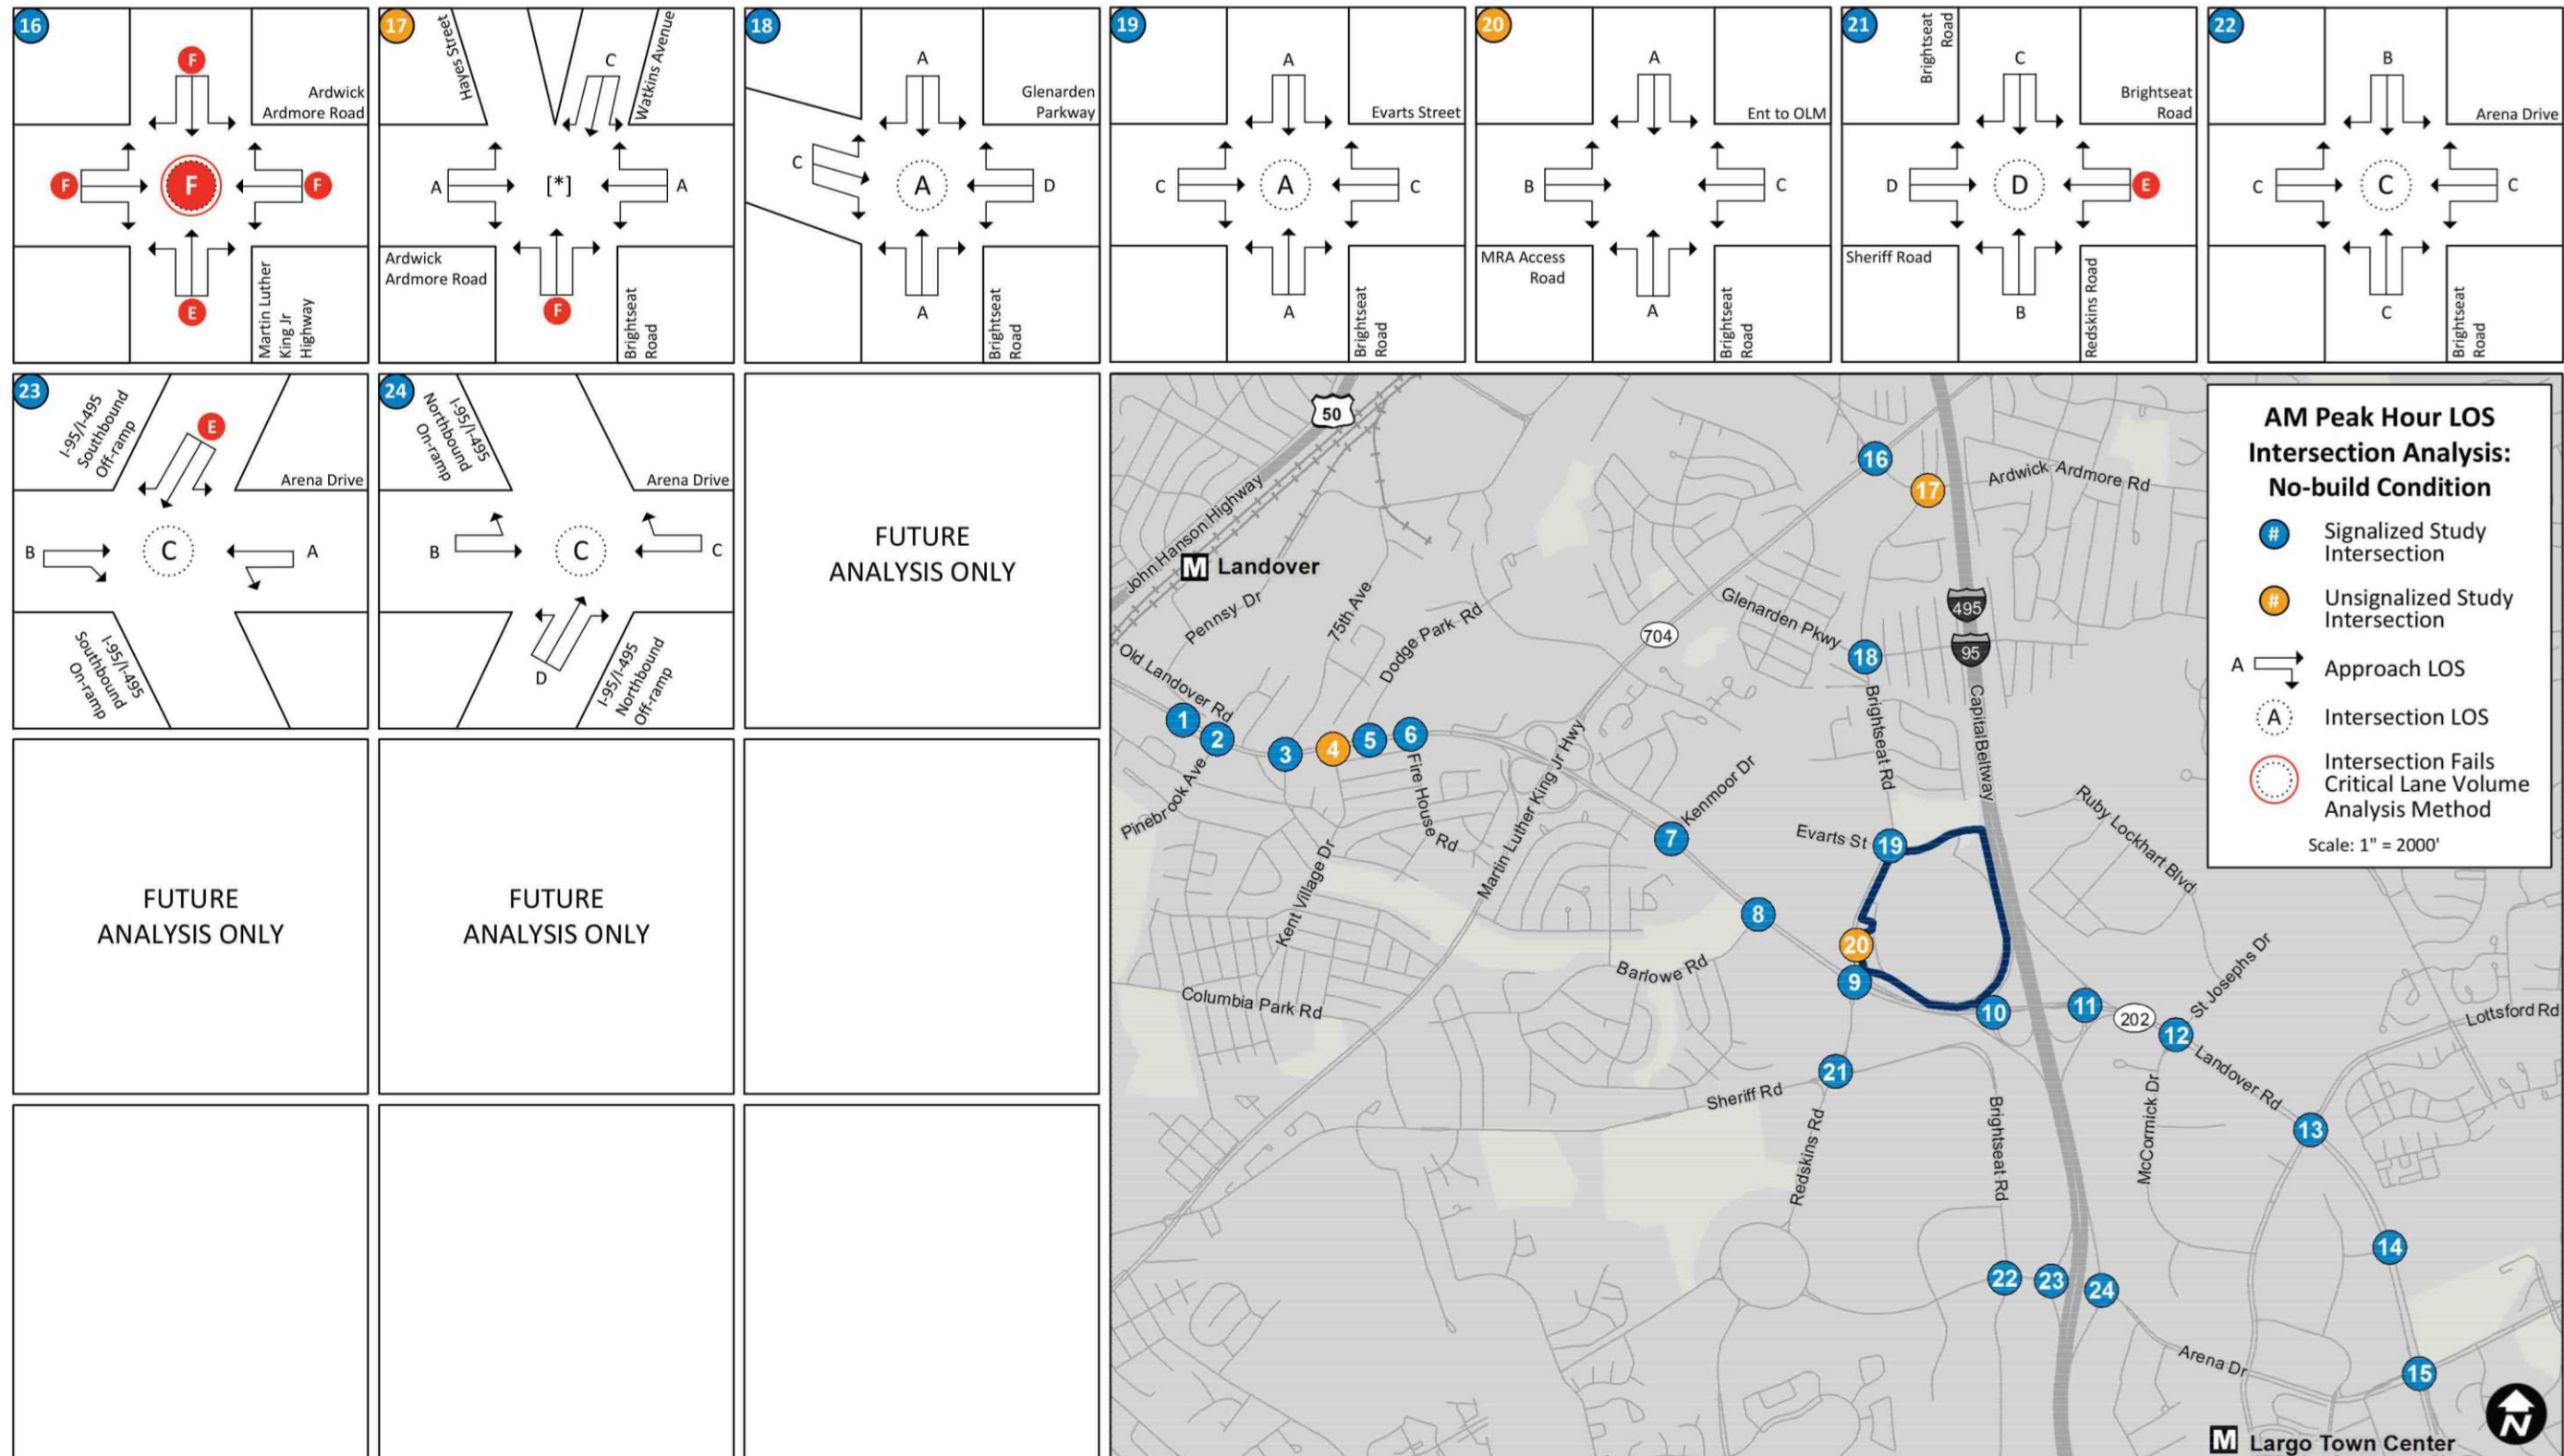 16
F
Ardwick
Ardmore Road
F
F
F
E
Martin Luther
King Jr
Highway
17
Hayes Street
C
Watkins Avenue
A
[*]
A
Ardwick
Ardmore Road
F
Brightseat
Road
18
A
Glenarden
Parkway
C
A
D
A
Brightseat
Road
19
A
Evarts Street
C
A
C
A
Brightseat
Road
20
A
Ent to OLM
B
C
MRA Access
Road
A
Brightseat
Road
21
Brightseat
Road
C
Brightseat
Road
D
D
E
Sheriff Road
B
Redskins Road
22
B
Arena Drive
C
C
C
C
Brightseat
Road
23
I-95/I-495
Southbound
Off-ramp
E
Arena Drive
B
C
A
I-95/I-495
Southbound
On-ramp
24
I-95/I-495
Northbound
On-ramp
Arena Drive
B
C
C
D
I-95/I-495
Northbound
Off-ramp
FUTURE
ANALYSIS ONLY
FUTURE
ANALYSIS ONLY
FUTURE
ANALYSIS ONLY
AM Peak Hour LOS
Intersection Analysis:
No-build Condition
#
Signalized Study
Intersection
#
Unsignalized Study
Intersection
A
Approach LOS
A
Intersection LOS
Intersection Fails
Critical Lane Volume
Analysis Method
Scale: 1" = 2000'
50
16
17
Ardwick Ardmore Rd
John Hanson Highway
M Landover
Pennsy Dr
75th Ave
Dodge Park Rd
Glenarden Pkwy
495
95
704
18
Old Landover Rd
1
2
3
4
5
6
Brightseat Rd
Capital Beltway
Pinebrook Ave
Fire House Rd
Martin Luther King Jr Hwy
Kenmoor Dr
7
Ruby Lockhart Blvd
Evarts St
19
Kent Village Dr
8
20
Barlowe Rd
9
St Josephs Dr
Columbia Park Rd
10
11
202
12
Lottsford Rd
21
Landover Rd
Sheriff Rd
McCormick Dr
Brightseat Rd
13
Redskins Rd
14
22
23
24
Arena Dr
15
N
M Largo Town Center